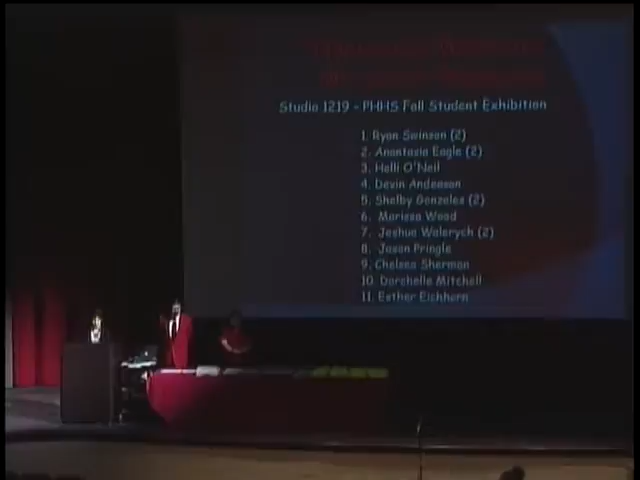 Studio 1219 - PHHS Fall Student Exhibition
1. Ryan Swinson (2)
2. Anastasia Eagle (2)
3. Halli O'Neil
4. Devin Anderson
5. Shelby Gonzales (2)
6. Marissa Wood
7. Joshua Walerych (2)
8. Jason Pringle
9. Chelsea Sherman
10. Darchelle Mitchell
11. Esther Eichhorn